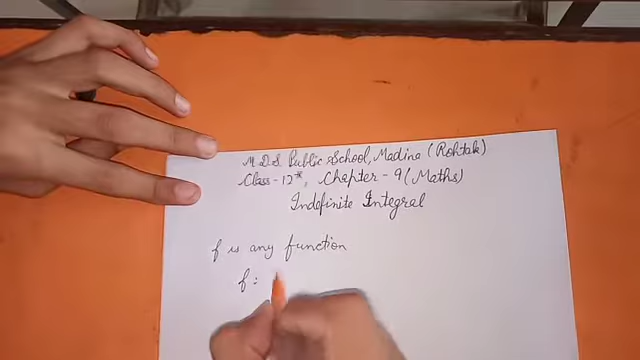 M.D.S. Public School, Madina (Rohtak)
Class-12th, Chapter-9 (Maths)
Indefinite Integral
f is any function
f: